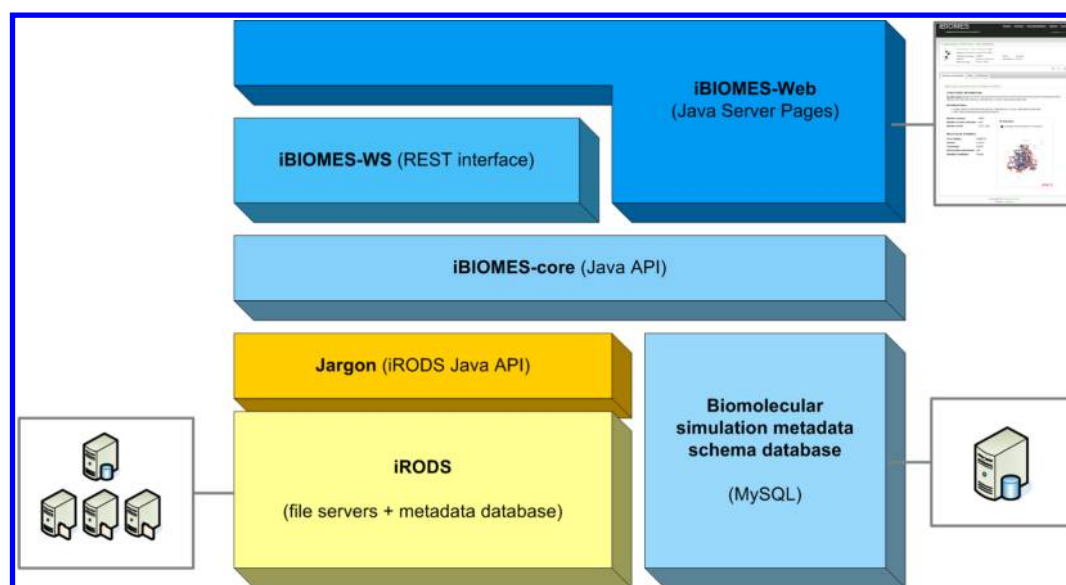 iBIOMES-Web
(Java Server Pages)
iBIOMES
iBIOMES-WS (REST interface)
iBIOMES-core (Java API)
Jargon (iRODS Java API)
Biomolecular
simulation metadata
schema database
(MySQL)
iRODS
(file servers + metadata database)